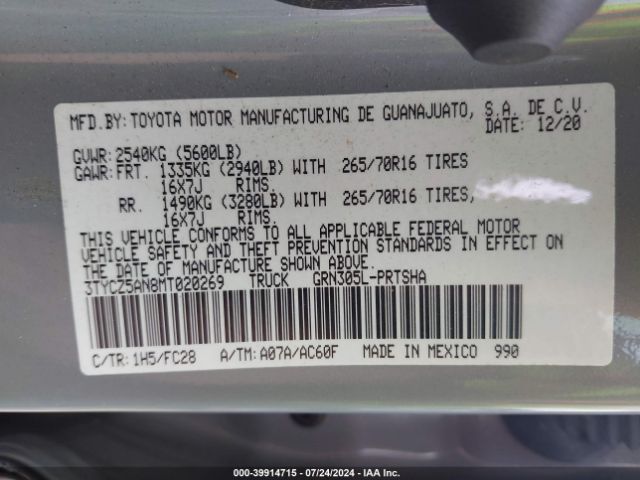 MFD.BY: TOYOTA MOTOR MANUFACTURING DE GUANAJUATO, S.A. DE C.V.
DATE: 12/20
GVWR: 2540KG (5600LB)
GAWR: FRT. 1335KG (2940LB) WITH 265/70R16 TIRES
16X7J RIMS.
RR. 1490KG (3280LB) WITH 265/70R16 TIRES,
16X7J RIMS.
THIS VEHICLE CONFORMS TO ALL APPLICABLE FEDERAL MOTOR
VEHICLE SAFETY AND THEFT PREVENTION STANDARDS IN EFFECT ON
THE DATE OF MANUFACTURE SHOWN ABOVE.
3TYCZ5AN8MT020269 TRUCK GRN305L-PRTSHA
C/TR: 1H5/FC28 A/TM: A07A/AC60F MADE IN MEXICO 990
000-39914715 - 07/24/2024 - IAA Inc.